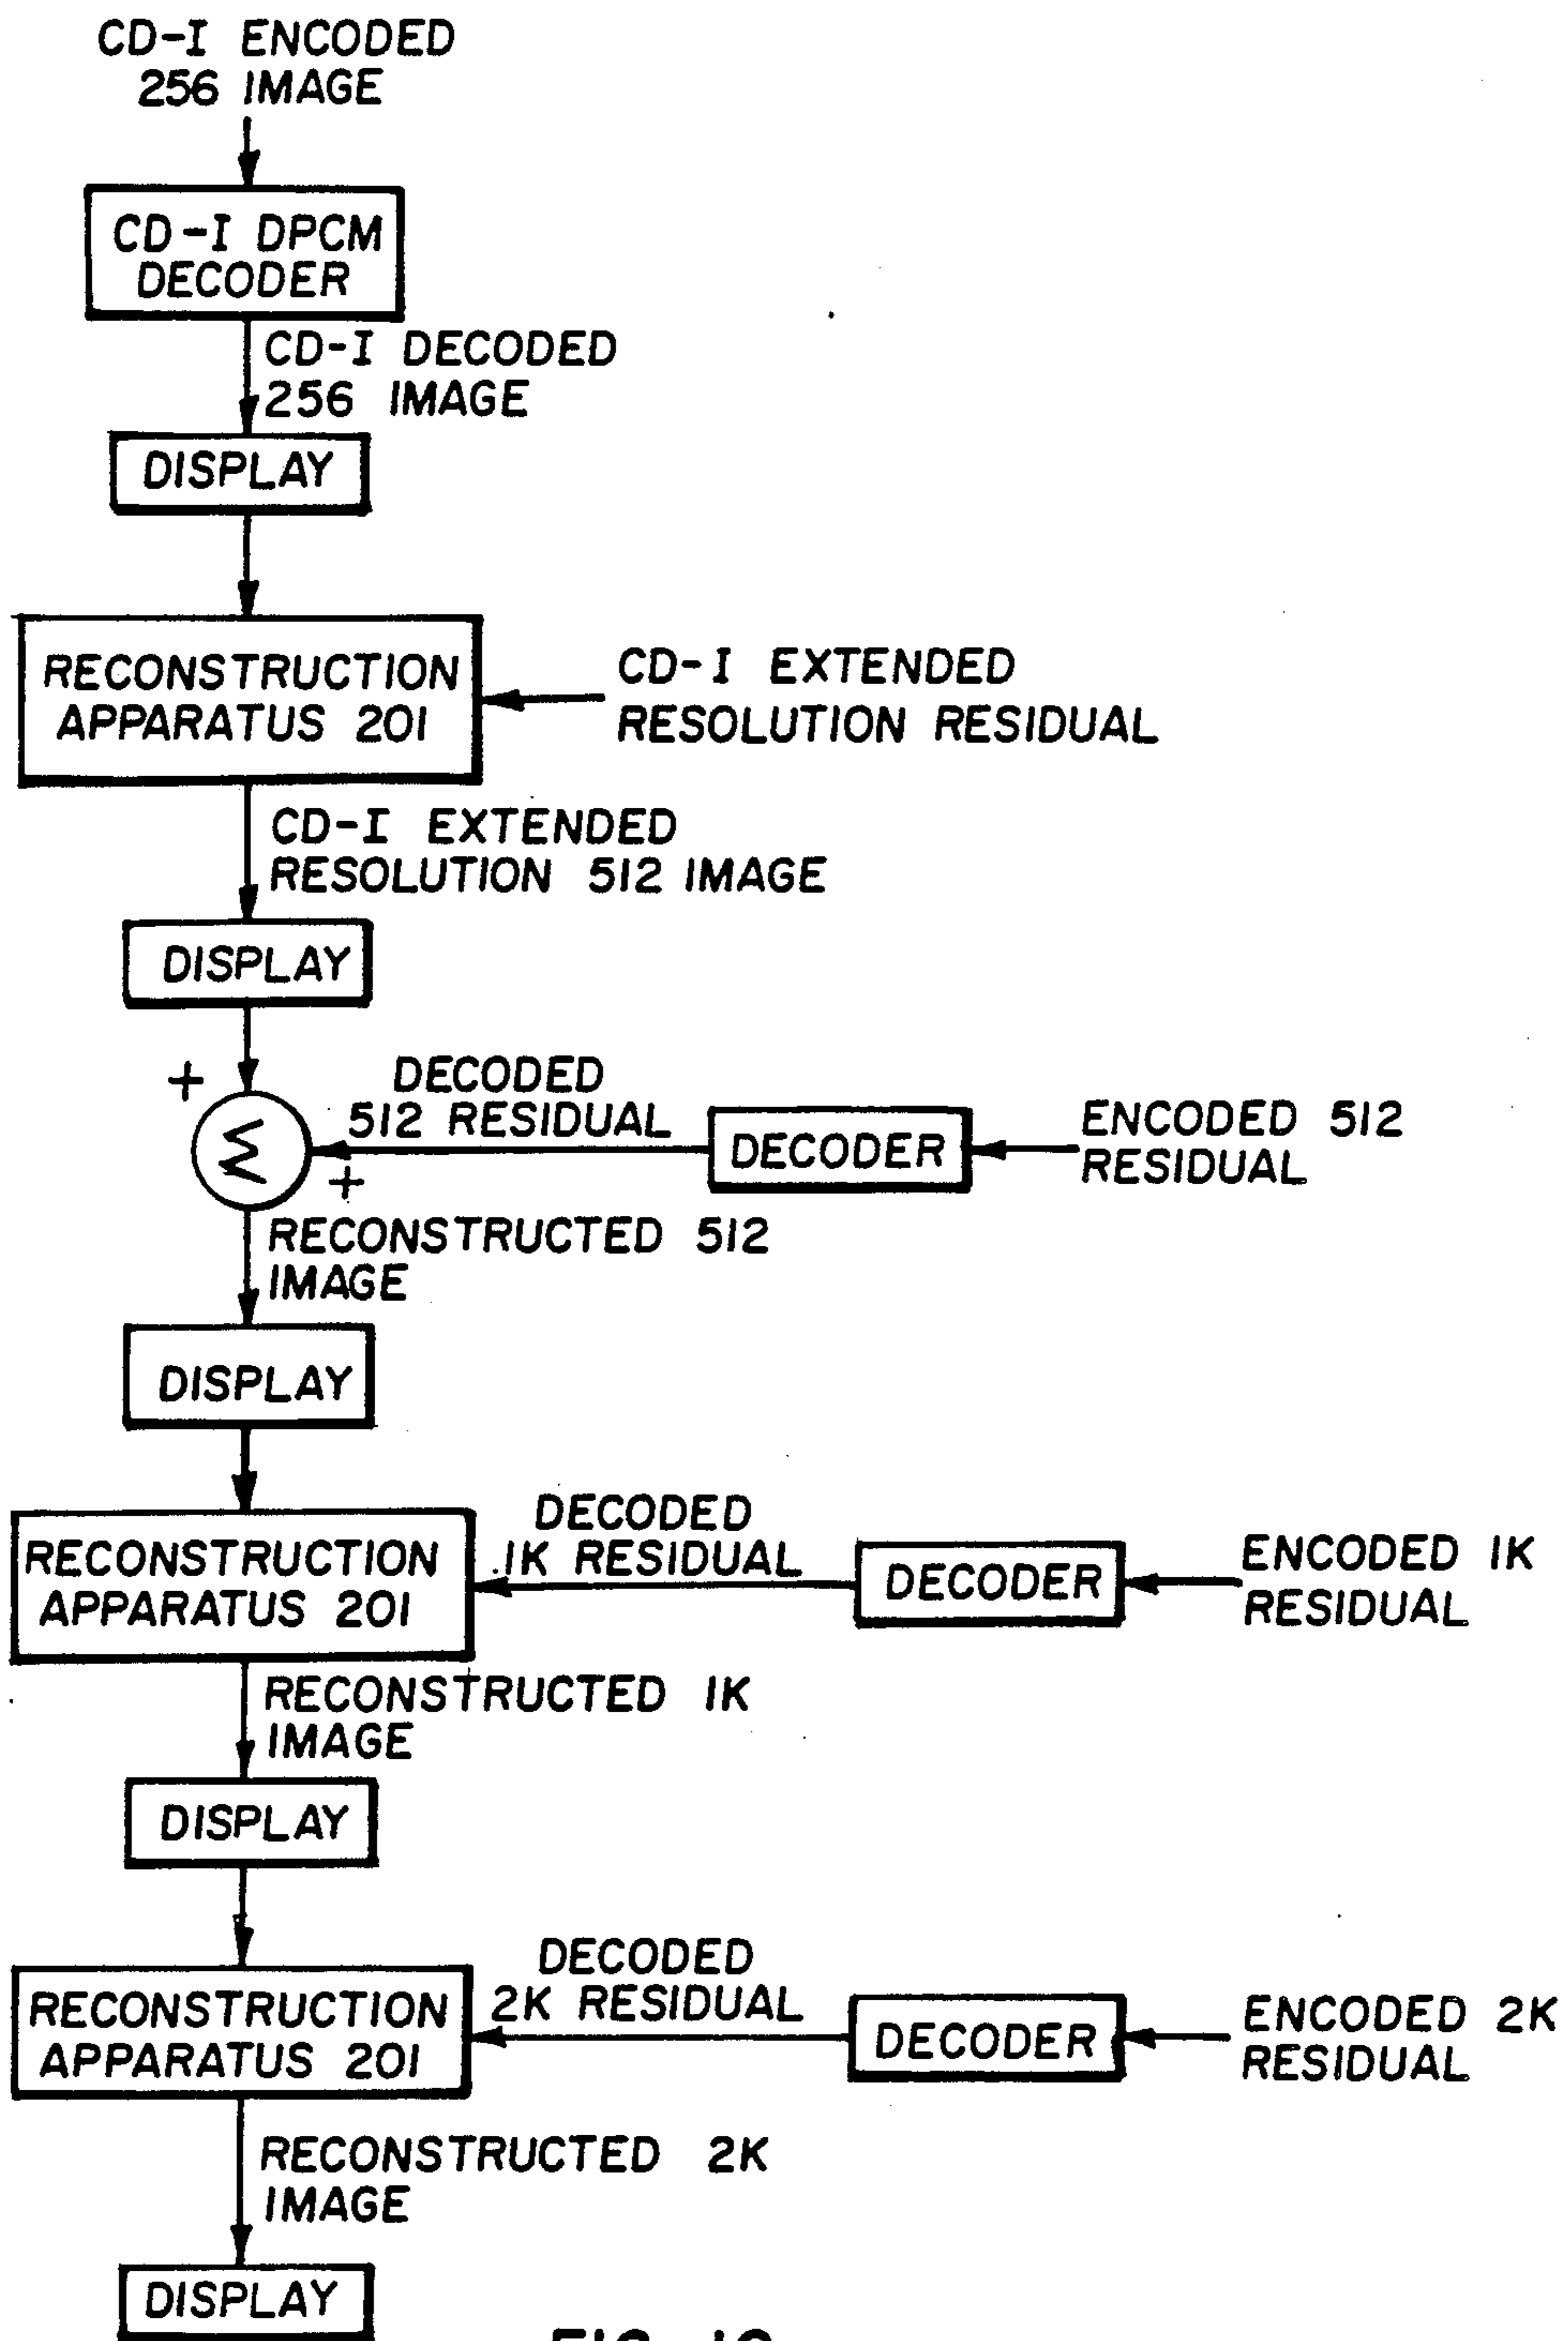 CD-I ENCODED
256 IMAGE
CD-I DPCM
DECODER
CD-I DECODED
256 IMAGE
DISPLAY
RECONSTRUCTION
APPARATUS 201
CD-I EXTENDED
RESOLUTION RESIDUAL
CD-I EXTENDED
RESOLUTION 512 IMAGE
DISPLAY
+
DECODED
512 RESIDUAL
DECODER
ENCODED 512
RESIDUAL
Σ
+
RECONSTRUCTED 512
IMAGE
DISPLAY
RECONSTRUCTION
APPARATUS 201
DECODED
1K RESIDUAL
DECODER
ENCODED 1K
RESIDUAL
RECONSTRUCTED 1K
IMAGE
DISPLAY
RECONSTRUCTION
APPARATUS 201
DECODED
2K RESIDUAL
DECODER
ENCODED 2K
RESIDUAL
RECONSTRUCTED 2K
IMAGE
DISPLAY